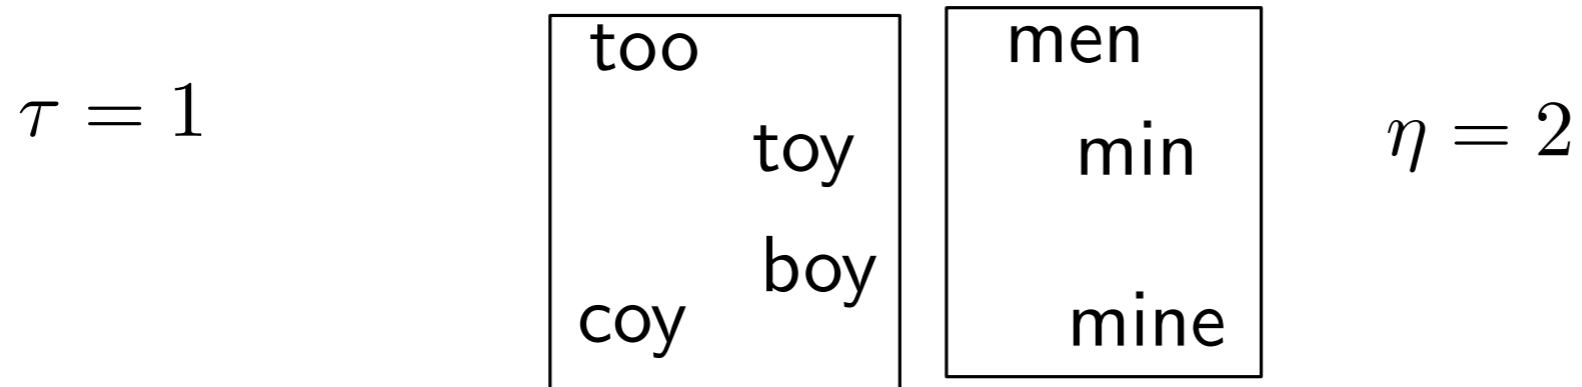 too
men
τ = 1
toy
min
η = 2
boy
coy
mine